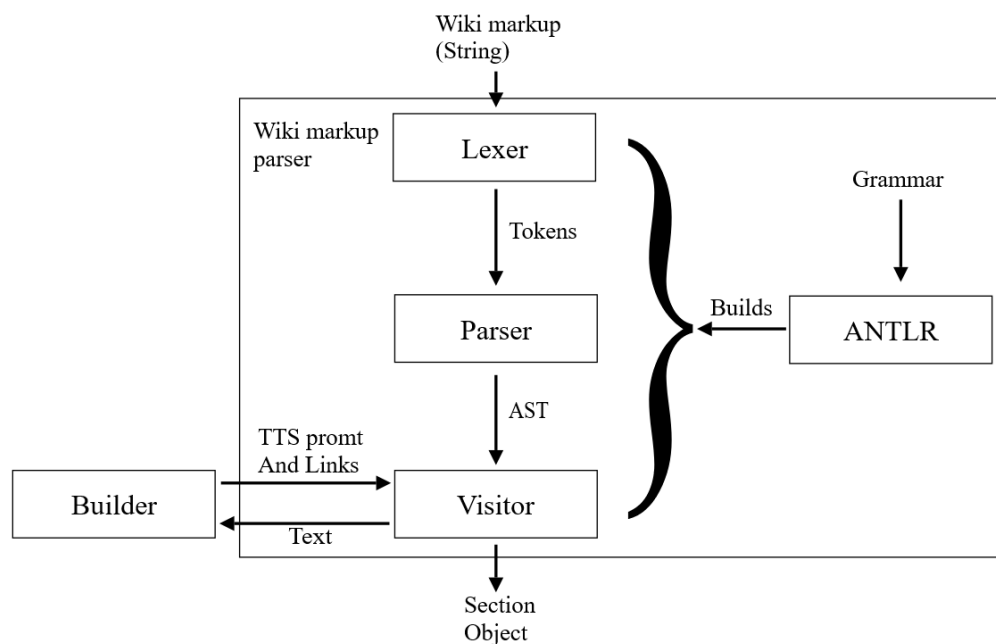 Wiki markup
(String)
Wiki markup
parser
Lexer
Grammar
Tokens
Builds
Parser
ANTLR
AST
TTS promt
And Links
Builder
Visitor
Text
Section
Object